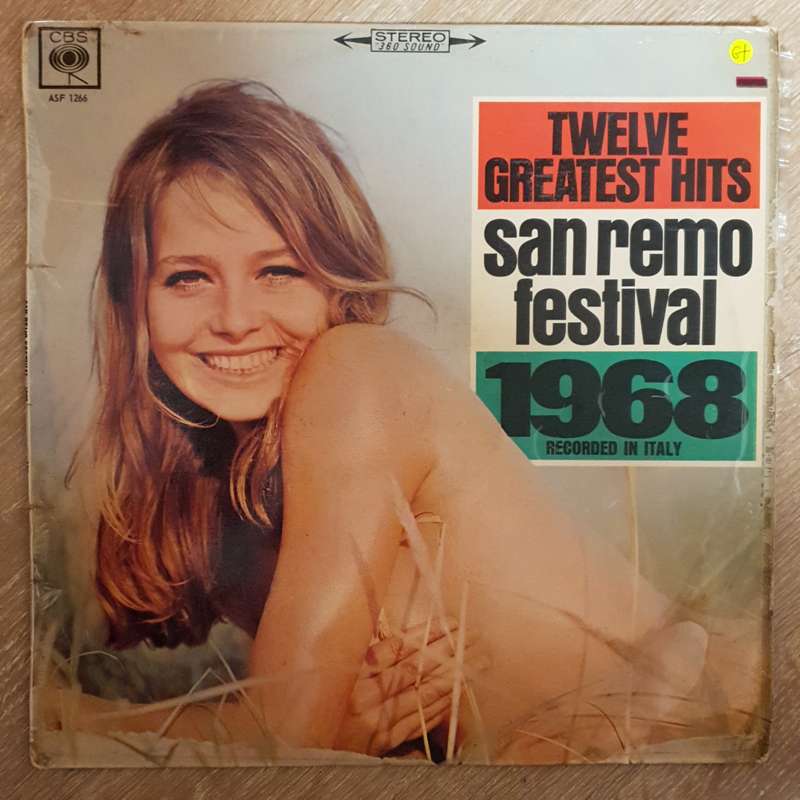 CBS
ASF 1266
STEREO
"360 SOUND"
G+
TWELVE
GREATEST HITS
san remo
festival
1968
RECORDED IN ITALY